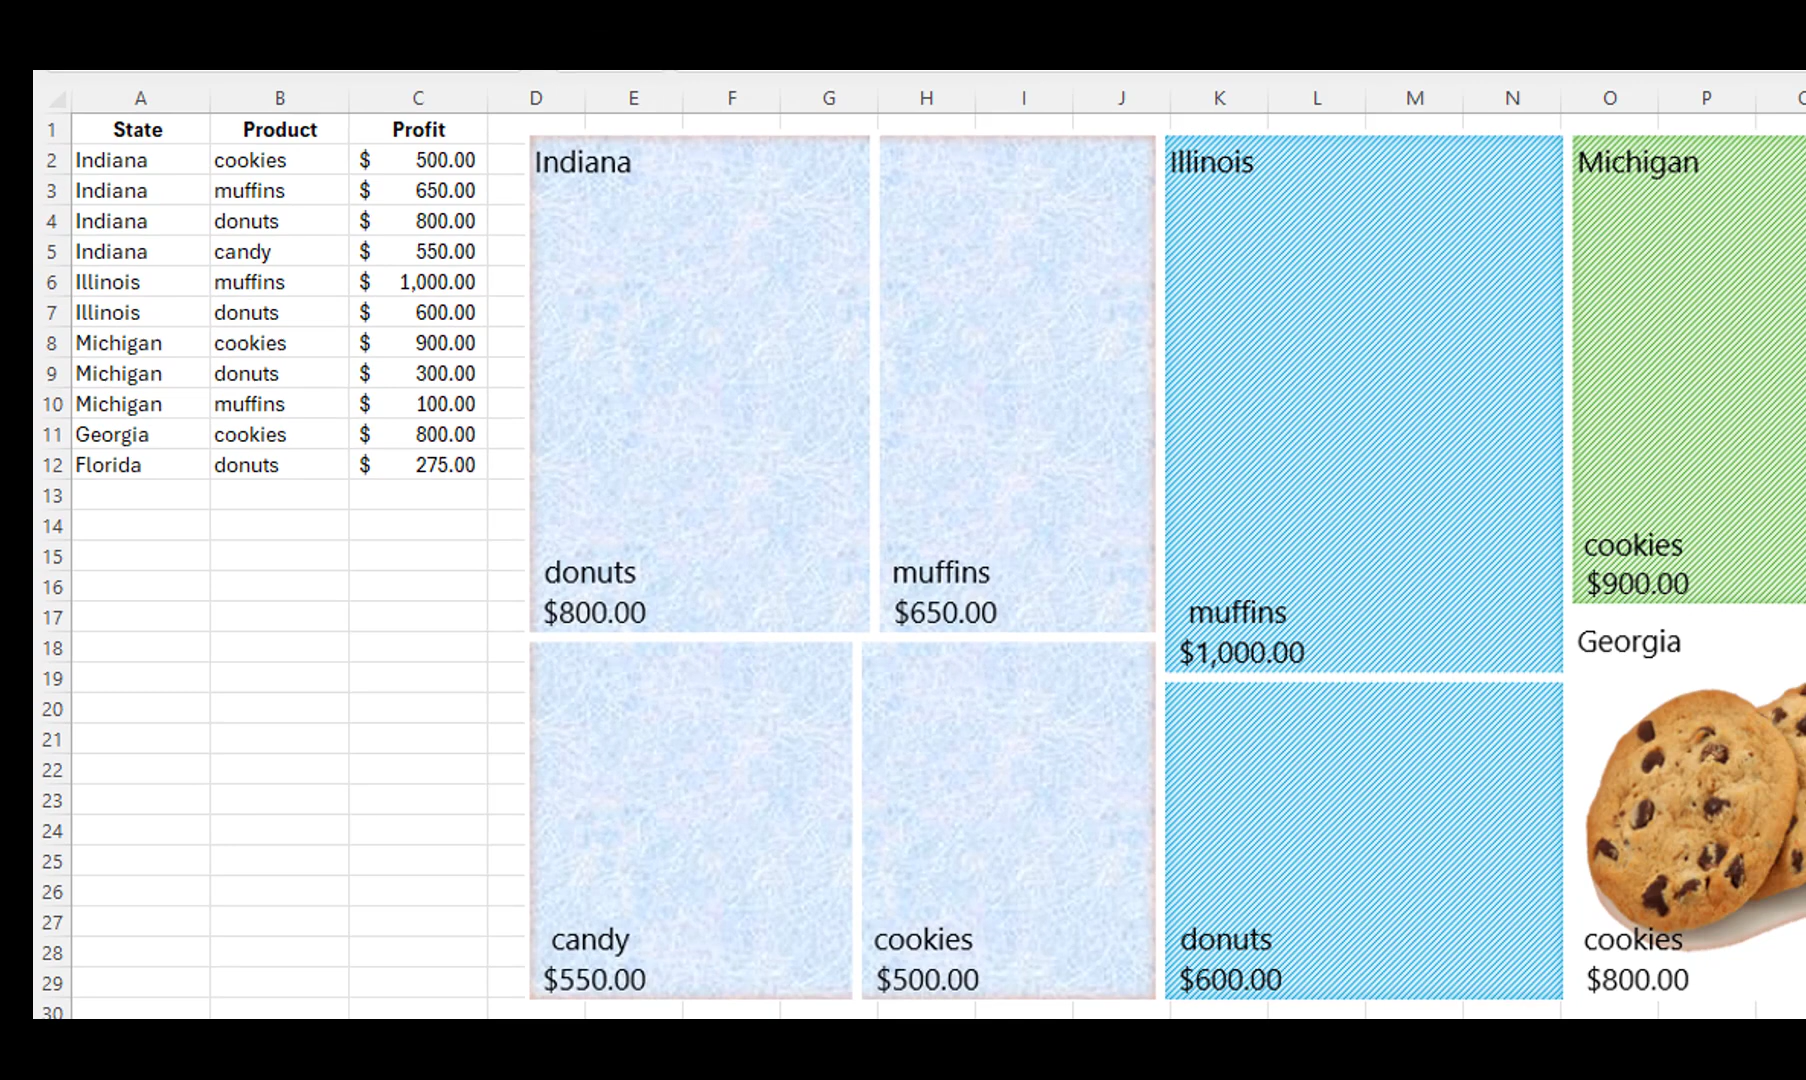 A B C D E F G H I J K L M N O P
1 State Product Profit
2 Indiana cookies $ 500.00
3 Indiana muffins $ 650.00
4 Indiana donuts $ 800.00
5 Indiana candy $ 550.00
6 Illinois muffins $ 1,000.00
7 Illinois donuts $ 600.00
8 Michigan cookies $ 900.00
9 Michigan donuts $ 300.00
10 Michigan muffins $ 100.00
11 Georgia cookies $ 800.00
12 Florida donuts $ 275.00
13
14
15
16
17
18
19
20
21
22
23
24
25
26
27
28
29
30
Indiana
donuts
$800.00
muffins
$650.00
candy
$550.00
cookies
$500.00
Illinois
muffins
$1,000.00
donuts
$600.00
Michigan
cookies
$900.00
Georgia
cookies
$800.00